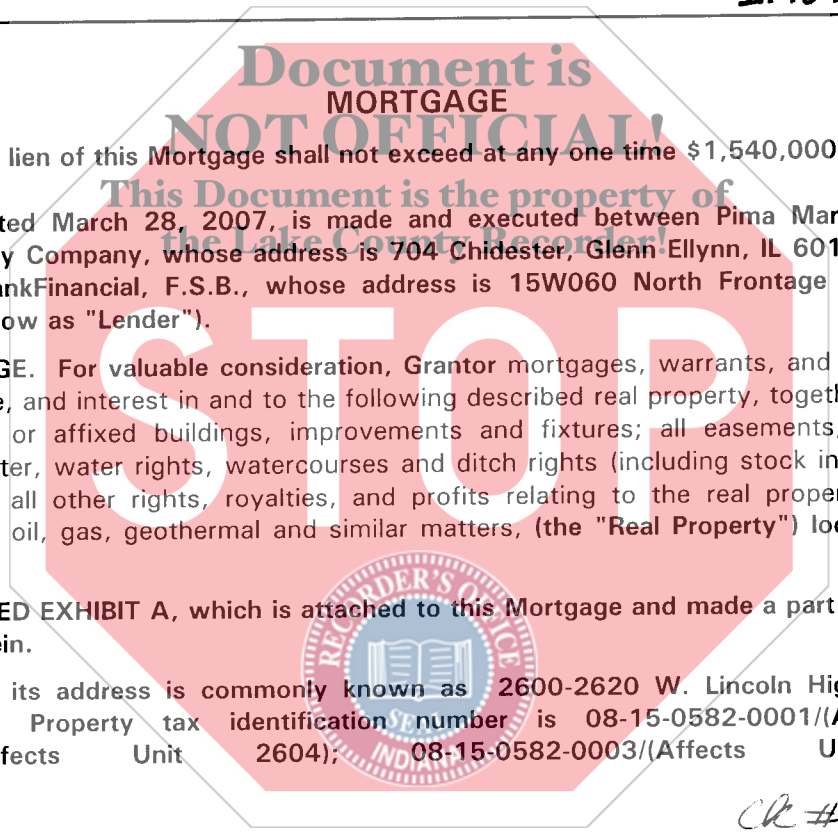 Document is
MORTGAGE
NOT OFFICIAL!
lien of this Mortgage shall not exceed at any one time $1,540,000
This Document is the property of
ted March 28, 2007, is made and executed between Pima Mar
the Lake County Recorder!
y Company, whose address is 704 Chidester, Glenn Ellynn, IL 601
ankFinancial, F.S.B., whose address is 15W060 North Frontage
ow as "Lender").
STOP
GE. For valuable consideration, Grantor mortgages, warrants, and
e, and interest in and to the following described real property, togeth
or affixed buildings, improvements and fixtures; all easements,
ter, water rights, watercourses and ditch rights (including stock in
all other rights, royalties, and profits relating to the real proper
oil, gas, geothermal and similar matters, (the "Real Property") loc
RECORDER'S OFFICE
SEAL
INDIANA
ED EXHIBIT A, which is attached to this Mortgage and made a part
ein.
its address is commonly known as 2600-2620 W. Lincoln Hig
Property tax identification number is 08-15-0582-0001/(A
fects Unit 2604); 08-15-0582-0003/(Affects U
CK #